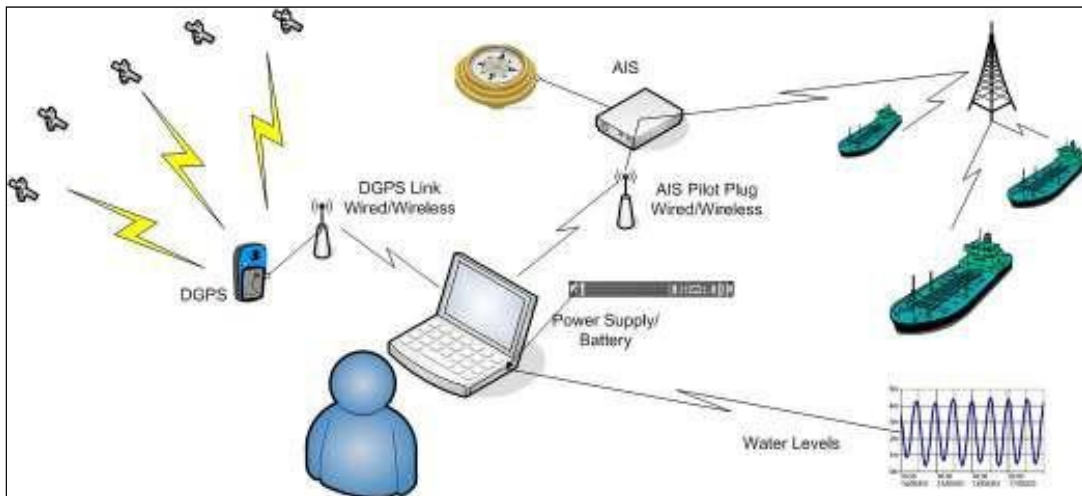 AIS
DGPS Link
Wired/Wireless
AIS Pilot Plug
Wired/Wireless
DGPS
Power Supply/
Battery
Water Levels